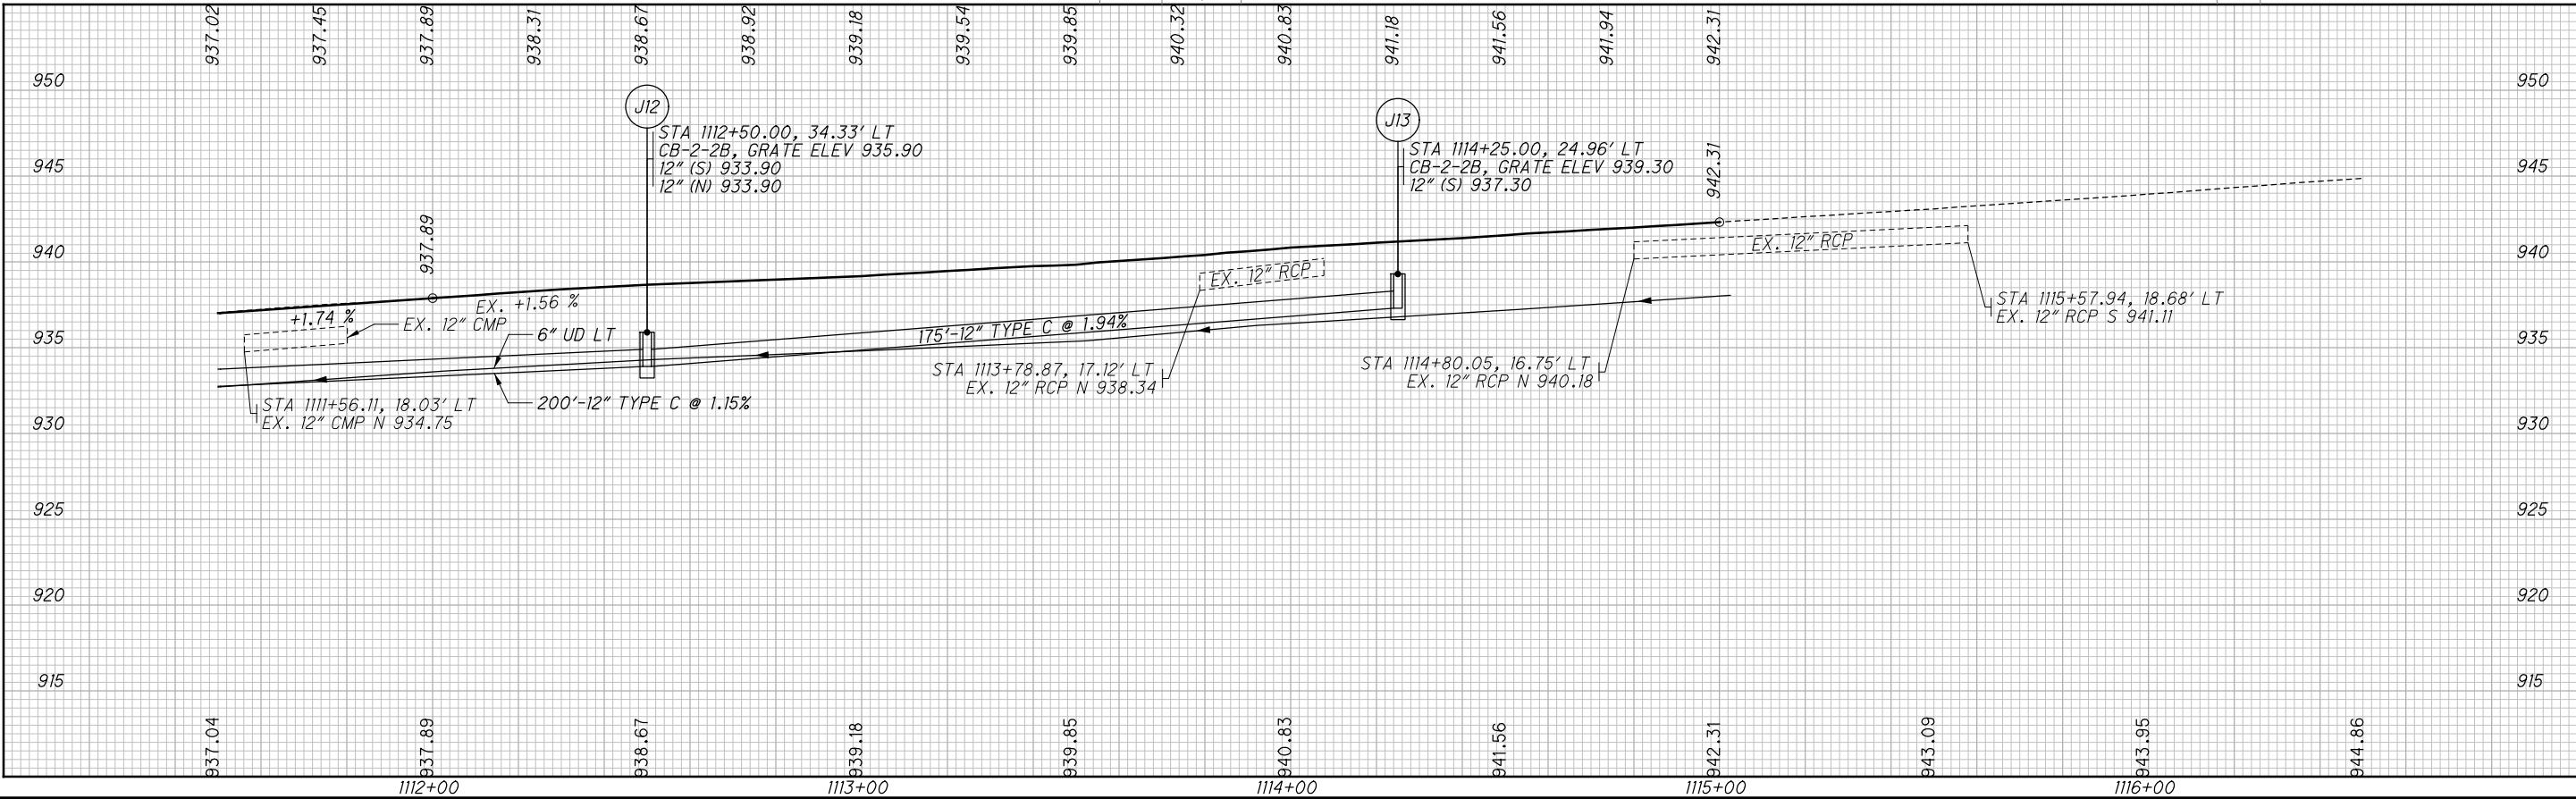 937.02 937.45 937.89 938.31 938.67 938.92 939.18 939.54 939.85 940.32 940.83 941.18 941.56 941.94 942.31
950 950
J12
J13
STA 1112+50.00, 34.33' LT
CB-2-2B, GRATE ELEV 935.90
12" (S) 933.90
12" (N) 933.90
STA 1114+25.00, 24.96' LT
CB-2-2B, GRATE ELEV 939.30
12" (S) 937.30
945 945
942.31
937.89
940 940
EX. 12" RCP
EX. 12" RCP
EX. +1.56 %
+1.74 %
EX. 12" CMP
6" UD LT
175'-12" TYPE C @ 1.94%
STA 1115+57.94, 18.68' LT
EX. 12" RCP S 941.11
935 935
STA 1113+78.87, 17.12' LT
EX. 12" RCP N 938.34
STA 1114+80.05, 16.75' LT
EX. 12" RCP N 940.18
STA 1111+56.11, 18.03' LT
EX. 12" CMP N 934.75
200'-12" TYPE C @ 1.15%
930 930
925 925
920 920
915 915
937.04 937.89 938.67 939.18 939.85 940.83 941.56 942.31 943.09 943.95 944.86
1112+00 1113+00 1114+00 1115+00 1116+00